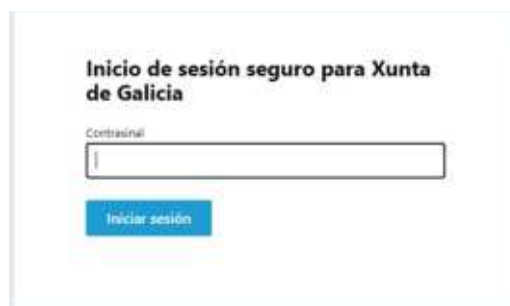 Inicio de sesión seguro para Xunta
de Galicia
Contrasinal
Iniciar sesión